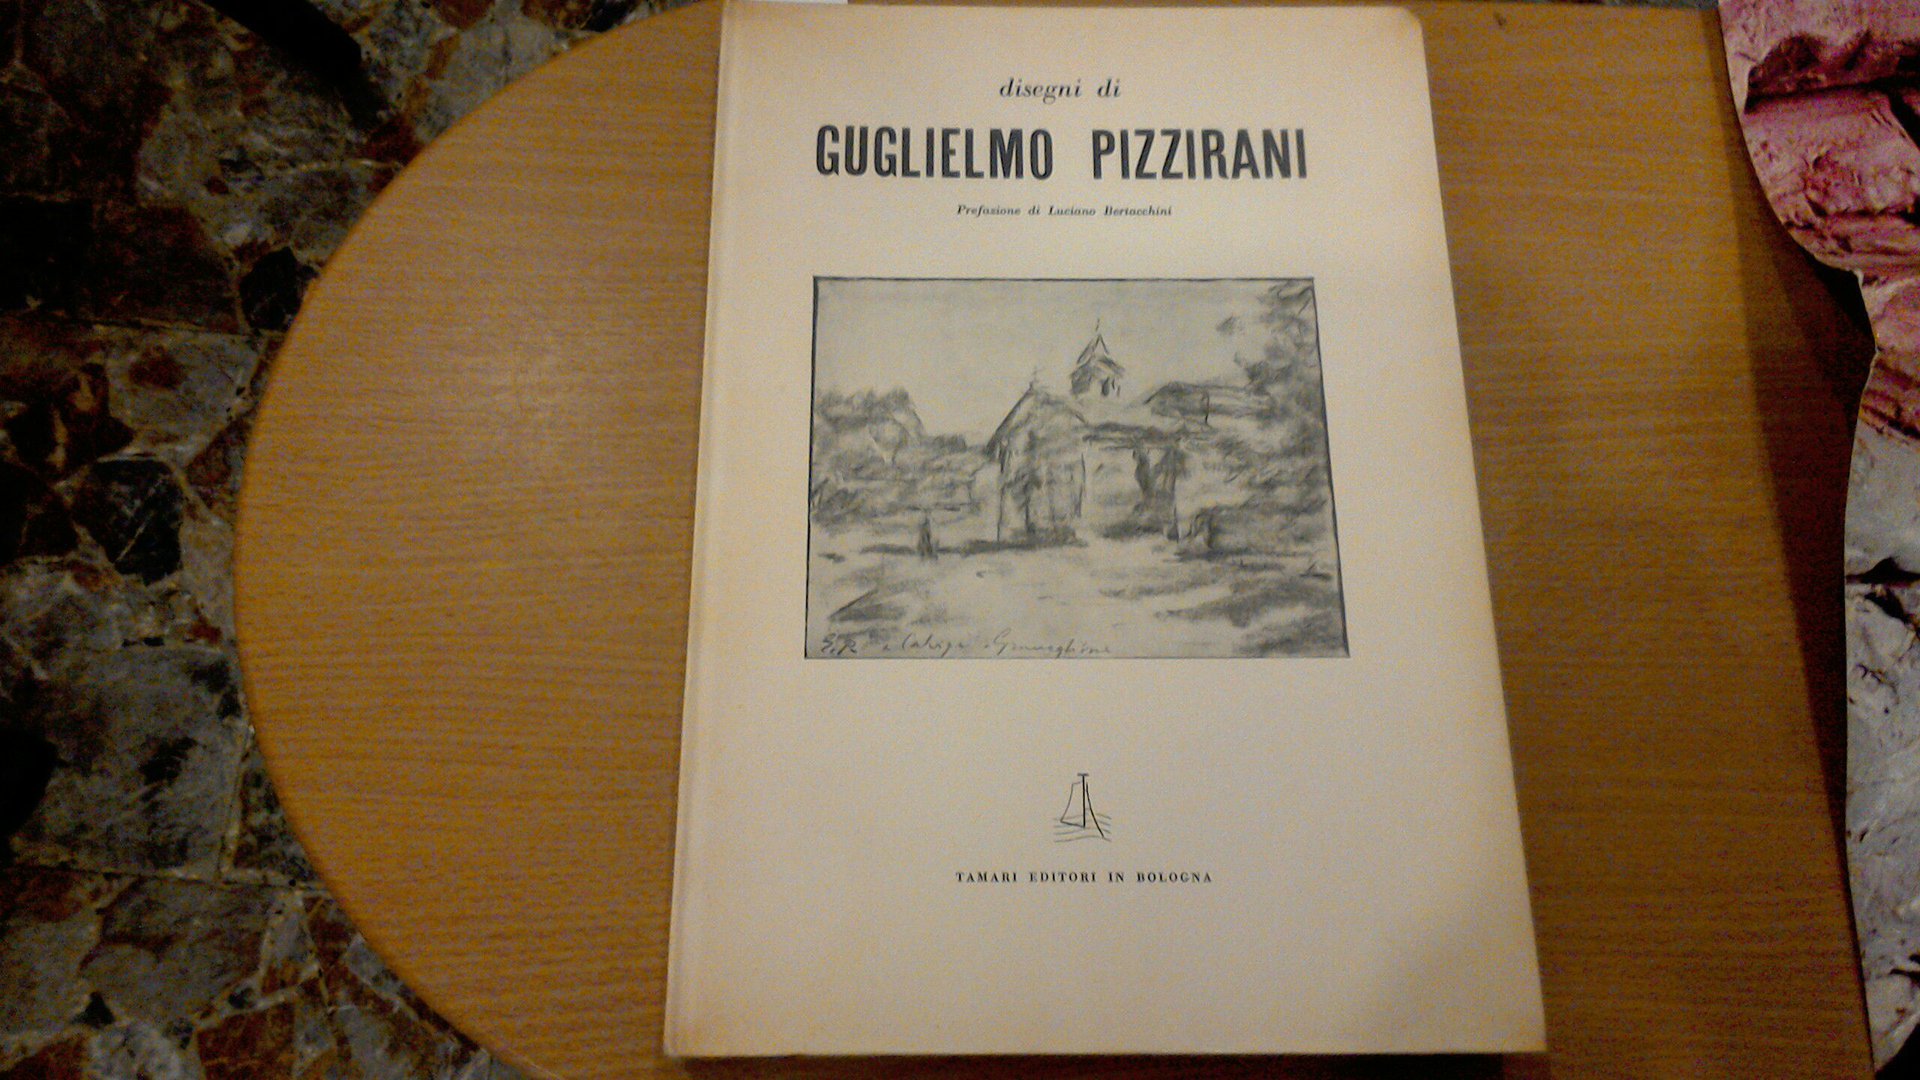 disegni di
GUGLIELMO PIZZIRANI
Prefazione di Luciano Bertacchini
TAMARI EDITORI IN BOLOGNA